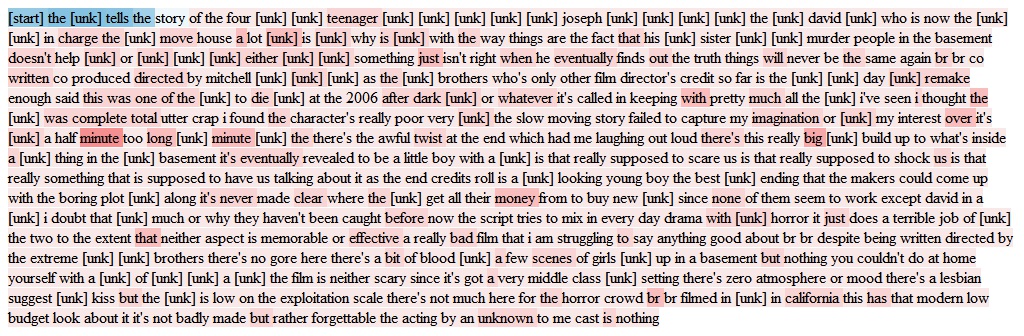 [start] the [unk] tells the story of the four [unk] [unk] teenager [unk] [unk] [unk] [unk] [unk] joseph [unk] [unk] [unk] [unk] the [unk] david [unk] who is now the [unk]
[unk] in charge the [unk] move house a lot [unk] is [unk] why is [unk] with the way things are the fact that his [unk] sister [unk] [unk] murder people in the basement
doesn't help [unk] or [unk] [unk] [unk] either [unk] [unk] something just isn't right when he eventually finds out the truth things will never be the same again br br co
written co produced directed by mitchell [unk] [unk] [unk] as the [unk] brothers who's only other film director's credit so far is the [unk] [unk] day [unk] remake
enough said this was one of the [unk] to die [unk] at the 2006 after dark [unk] or whatever it's called in keeping with pretty much all the [unk] i've seen i thought the
[unk] was complete total utter crap i found the character's really poor very [unk] the slow moving story failed to capture my imagination or [unk] my interest over it's
a half minute too long [unk] minute [unk] the there's the awful twist at the end which had me laughing out loud there's this really big [unk] build up to what's inside
a [unk] thing in the [unk] basement it's eventually revealed to be a little boy with a [unk] is that really supposed to scare us is that really supposed to shock us is that
really something that is supposed to have us talking about it as the end credits roll is a [unk] looking young boy the best [unk] ending that the makers could come up
with the boring plot [unk] along it's never made clear where the [unk] get all their money from to buy new [unk] since none of them seem to work except david in a
[unk] i doubt that [unk] much or why they haven't been caught before now the script tries to mix in every day drama with [unk] horror it just does a terrible job of [unk]
the two to the extent that neither aspect is memorable or effective a really bad film that i am struggling to say anything good about br br despite being written directed by
the extreme [unk] [unk] brothers there's no gore here there's a bit of blood [unk] a few scenes of girls [unk] up in a basement but nothing you couldn't do at home
yourself with a [unk] of [unk] [unk] a [unk] the film is neither scary since it's got a very middle class [unk] setting there's zero atmosphere or mood there's a lesbian
suggest [unk] kiss but the [unk] is low on the exploitation scale there's not much here for the horror crowd br br filmed in [unk] in california this has that modern low
budget look about it it's not badly made but rather forgettable the acting by an unknown to me cast is nothing